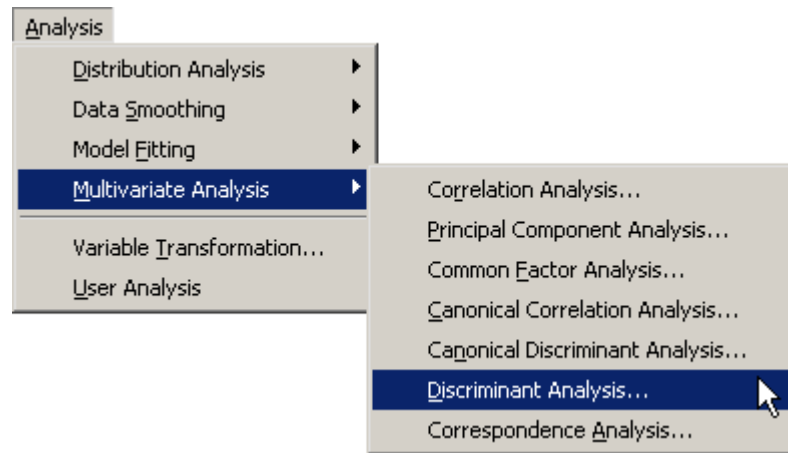 Analysis
Distribution Analysis
Data Smoothing
Model Fitting
Multivariate Analysis
Variable Transformation...
User Analysis
Correlation Analysis...
Principal Component Analysis...
Common Factor Analysis...
Canonical Correlation Analysis...
Canonical Discriminant Analysis...
Discriminant Analysis...
Correspondence Analysis...